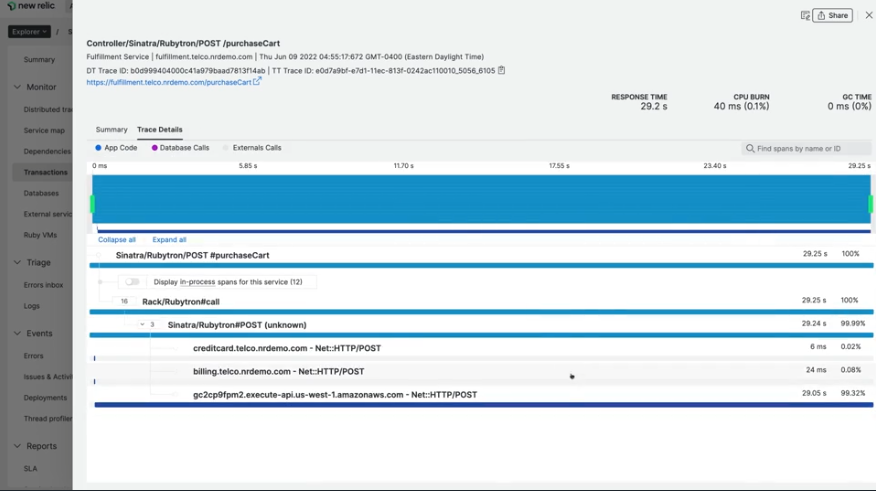 new relic
Share
Explorer
Controller/Sinatra/Rubytron/POST /purchaseCart
Fulfillment Service | fulfillment.telco.nrdemo.com | Thu Jun 09 2022 04:55:17:672 GMT-0400 (Eastern Daylight Time)
DT Trace ID: b0d999404000c41a979baad7813f14ab | TT Trace ID: e0d7a9bf-e7d1-11ec-813f-0242ac110010_5056_6105
https://fulfillment.telco.nrdemo.com/purchaseCart
RESPONSE TIME CPU BURN GC TIME
29.2 s 40 ms (0.1%) 0 ms (0%)
Summary Trace Details
App Code Database Calls Externals Calls Find spans by name or ID
0 ms 5.85 s 11.70 s 17.55 s 23.40 s 29.25 s
Collapse all Expand all
Sinatra/Rubytron/POST #purchaseCart 29.25 s 100%
Display in-process spans for this service (12)
16 Rack/Rubytron#call 29.25 s 100%
3 Sinatra/Rubytron#POST (unknown) 29.24 s 99.99%
creditcard.telco.nrdemo.com - Net::HTTP/POST 6 ms 0.02%
billing.telco.nrdemo.com - Net::HTTP/POST 24 ms 0.08%
gc2cp9fpm2.execute-api.us-west-1.amazonaws.com - Net::HTTP/POST 29.05 s 99.32%
Summary
Monitor
Distributed tra
Service map
Dependencies
Transactions
Databases
External servic
Ruby VMs
Triage
Errors inbox
Logs
Events
Errors
Issues & Activi
Deployments
Thread profiler
Reports
SLA